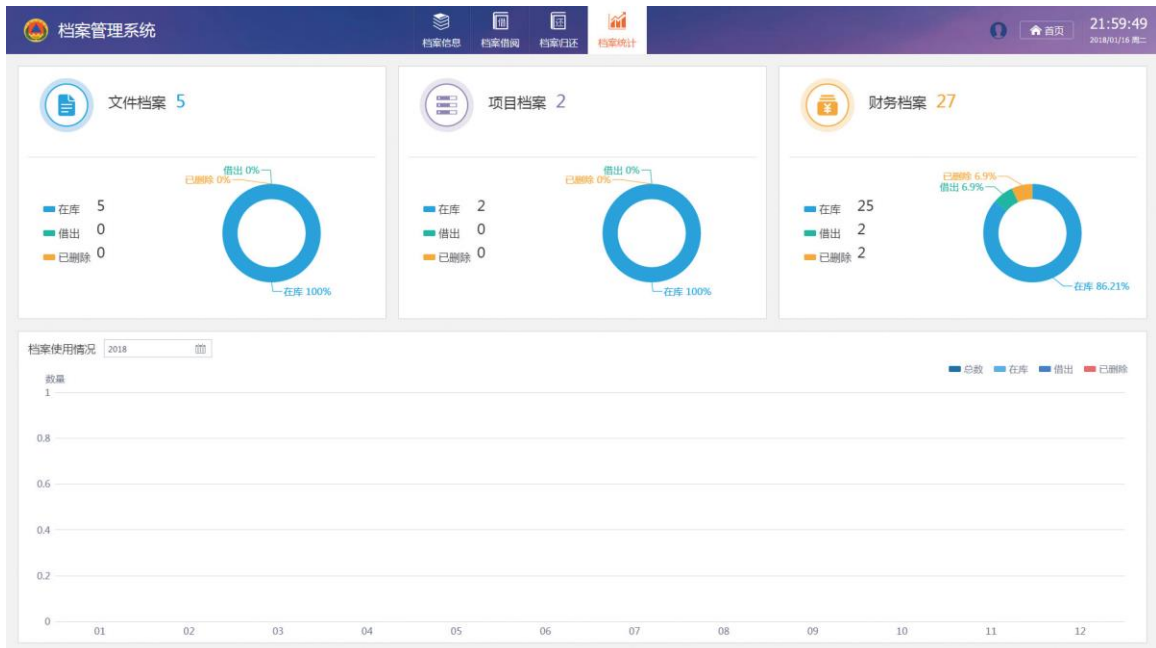 档案管理系统
档案信息 档案借阅 档案归还 档案统计
首页
21:59:49
2018/01/16 周二
文件档案 5
借出 0%
已删除 0%
在库 5
借出 0
已删除 0
在库 100%
项目档案 2
借出 0%
已删除 0%
在库 2
借出 0
已删除 0
在库 100%
财务档案 27
已删除 6.9%
借出 6.9%
在库 25
借出 2
已删除 2
在库 86.21%
档案使用情况 2018
总数 在库 借出 已删除
数量
1
0.8
0.6
0.4
0.2
0
01 02 03 04 05 06 07 08 09 10 11 12